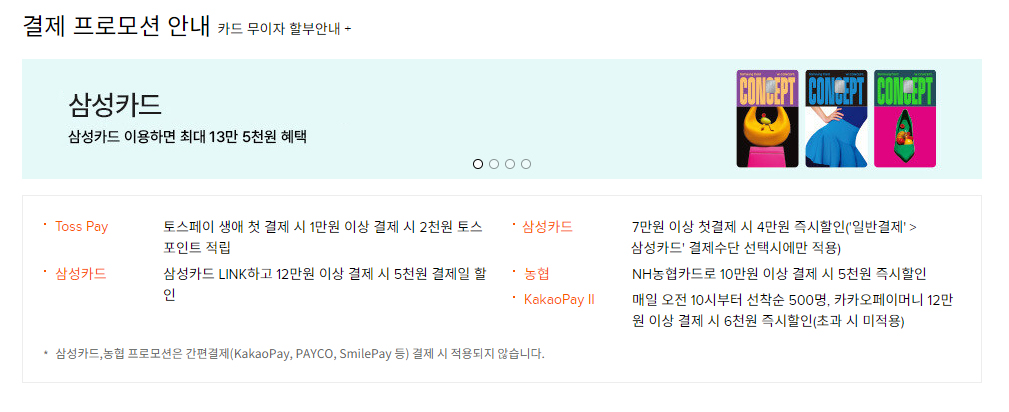 결제 프로모션 안내 카드 무이자 할부안내 +
삼성카드
삼성카드 이용하면 최대 13만 5천원 혜택
CONCEPT CONCEPT CONCEPT
Toss Pay 토스페이 생애 첫 결제 시 1만원 이상 결제 시 2천원 토스
포인트 적립
삼성카드 삼성카드 LINK하고 12만원 이상 결제 시 5천원 결제일 할
인
삼성카드 7만원 이상 첫결제 시 4만원 즉시할인('일반결제' >
삼성카드' 결제수단 선택시에만 적용)
농협 NH농협카드로 10만원 이상 결제 시 5천원 즉시할인
KakaoPay II 매일 오전 10시부터 선착순 500명, 카카오페이머니 12만
원 이상 결제 시 6천원 즉시할인(초과 시 미적용)
* 삼성카드,농협 프로모션은 간편결제(KakaoPay, PAYCO, SmilePay 등) 결제 시 적용되지 않습니다.